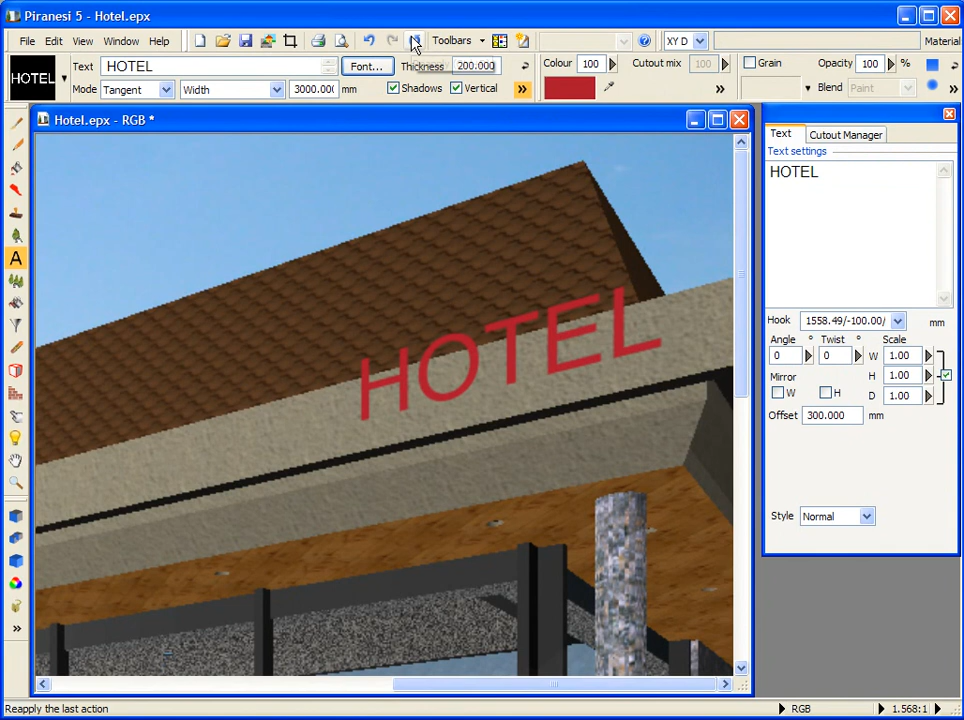 Piranesi 5 - Hotel.epx
File Edit View Window Help Toolbars XY D Material
HOTEL Text HOTEL Font... Thickness 200.000 Colour 100 Cutout mix 100 Grain Opacity 100 %
Mode Tangent Width 3000.000 mm Shadows Vertical Blend Paint
Hotel.epx - RGB *
Text Cutout Manager
Text settings
HOTEL
HOTEL
A
Hook 1558.49/-100.00/ mm
Angle ° Twist ° Scale
0 0 W 1.00
Mirror H 1.00
W H D 1.00
Offset 300.000 mm
Style Normal
Reapply the last action RGB 1.568:1